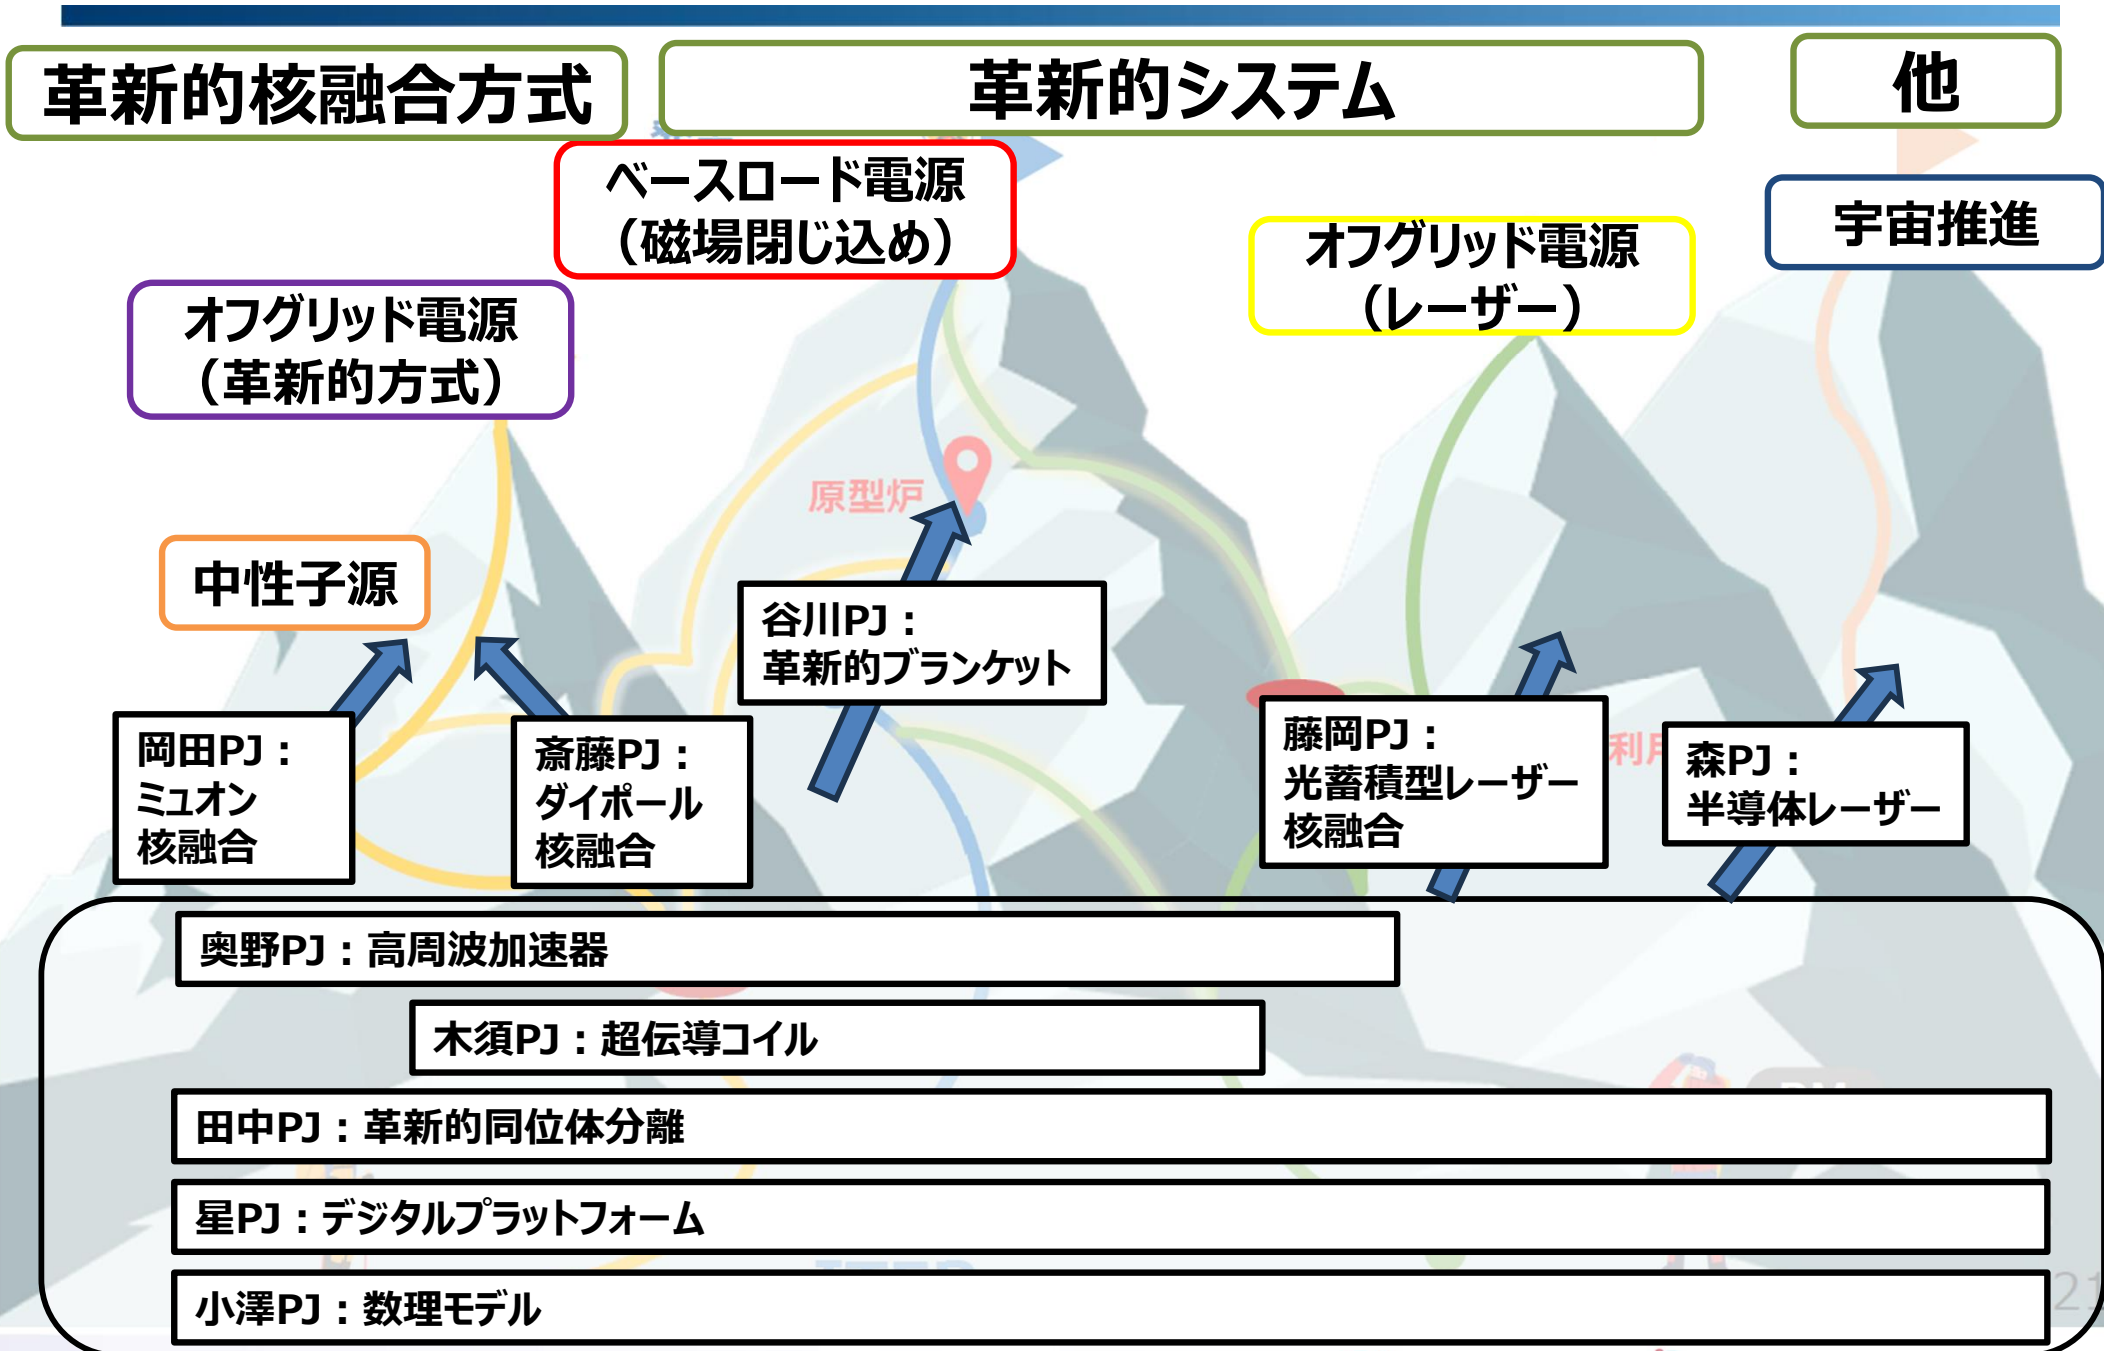 革新的核融合方式
革新的システム
他
ベースロード電源
（磁場閉じ込め）
宇宙推進
オフグリッド電源
（レーザー）
オフグリッド電源
（革新的方式）
原型炉
中性子源
谷川PJ：
革新的ブランケット
岡田PJ：
ミュオン
核融合
斎藤PJ：
ダイポール
核融合
藤岡PJ：
光蓄積型レーザー
核融合
利用
森PJ：
半導体レーザー
奥野PJ：高周波加速器
木須PJ：超伝導コイル
田中PJ：革新的同位体分離
星PJ：デジタルプラットフォーム
小澤PJ：数理モデル
21